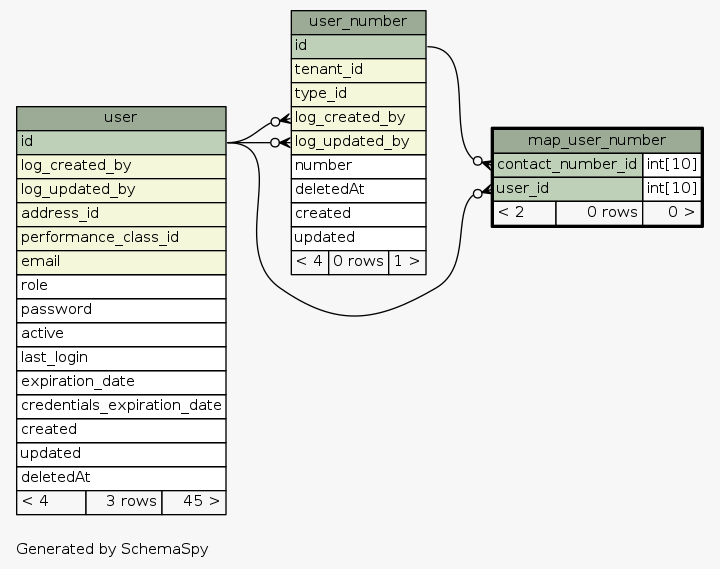 user_number
id
tenant_id
type_id
log_created_by
log_updated_by
number
deletedAt
created
updated
< 4 0 rows 1 >
user
id
log_created_by
log_updated_by
address_id
performance_class_id
email
role
password
active
last_login
expiration_date
credentials_expiration_date
created
updated
deletedAt
< 4 3 rows 45 >
map_user_number
contact_number_id int[10]
user_id int[10]
< 2 0 rows 0 >
Generated by SchemaSpy